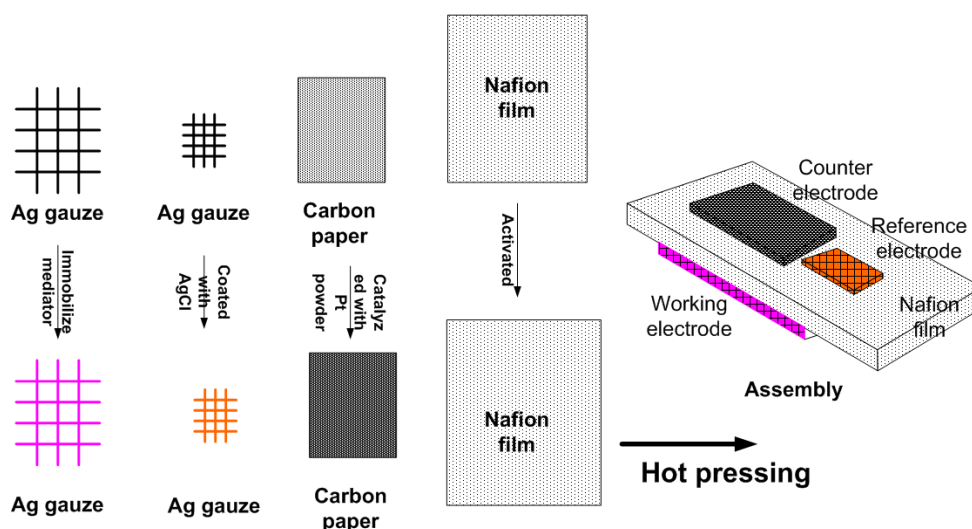 Nafion
film
Ag gauze
Ag gauze
Carbon
paper
Immobilize
mediator
Coated
with
AgCl
Catalyz
ed with
Pt
powder
Activated
Counter
electrode
Reference
electrode
Working
electrode
Nafion
film
Assembly
Nafion
film
Hot pressing
Ag gauze
Ag gauze
Carbon
paper